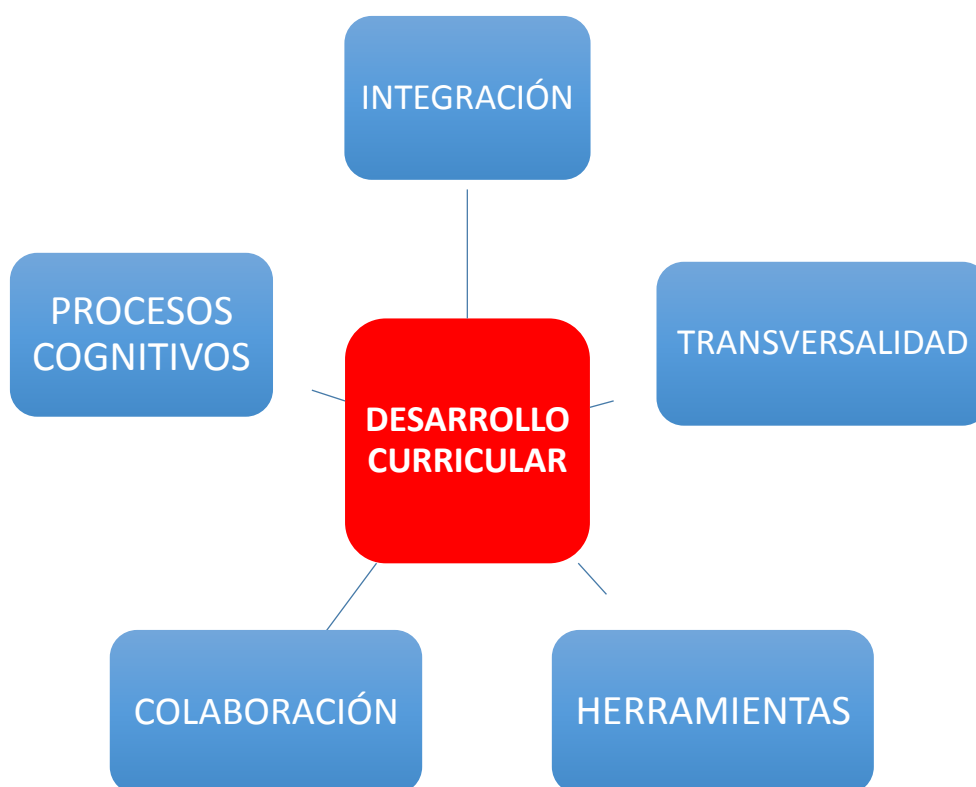 INTEGRACIÓN
PROCESOS
COGNITIVOS
TRANSVERSALIDAD
DESARROLLO
CURRICULAR
COLABORACIÓN
HERRAMIENTAS